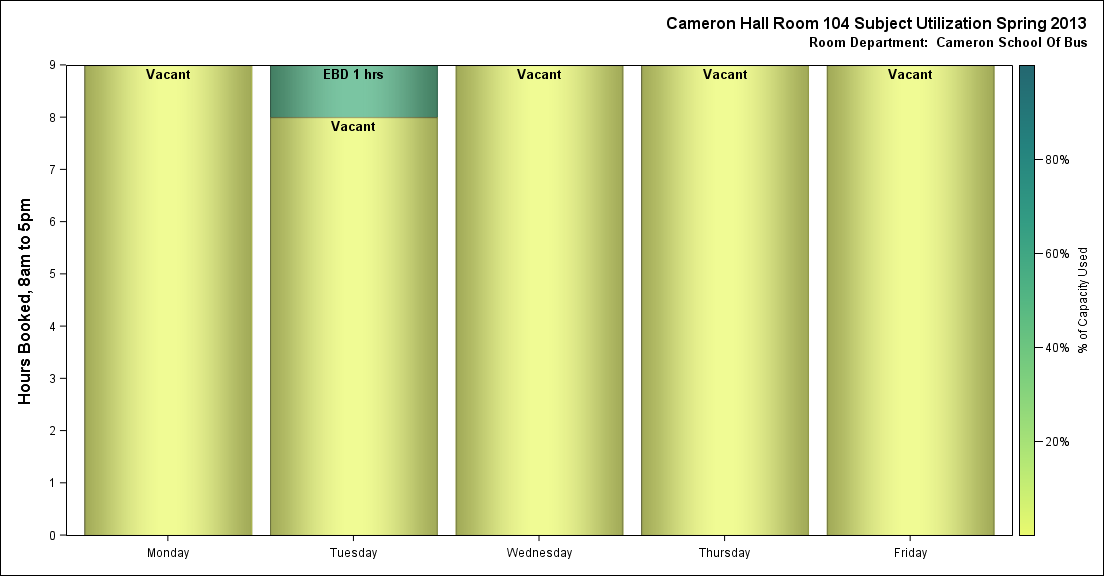 Cameron Hall Room 104 Subject Utilization Spring 2013
Room Department:  Cameron School Of Bus
Hours Booked, 8am to 5pm
9
8
7
6
5
4
3
2
1
0
Vacant
EBD 1 hrs
Vacant
Vacant
Vacant
Vacant
Monday
Tuesday
Wednesday
Thursday
Friday
80%
60%
40%
20%
% of Capacity Used